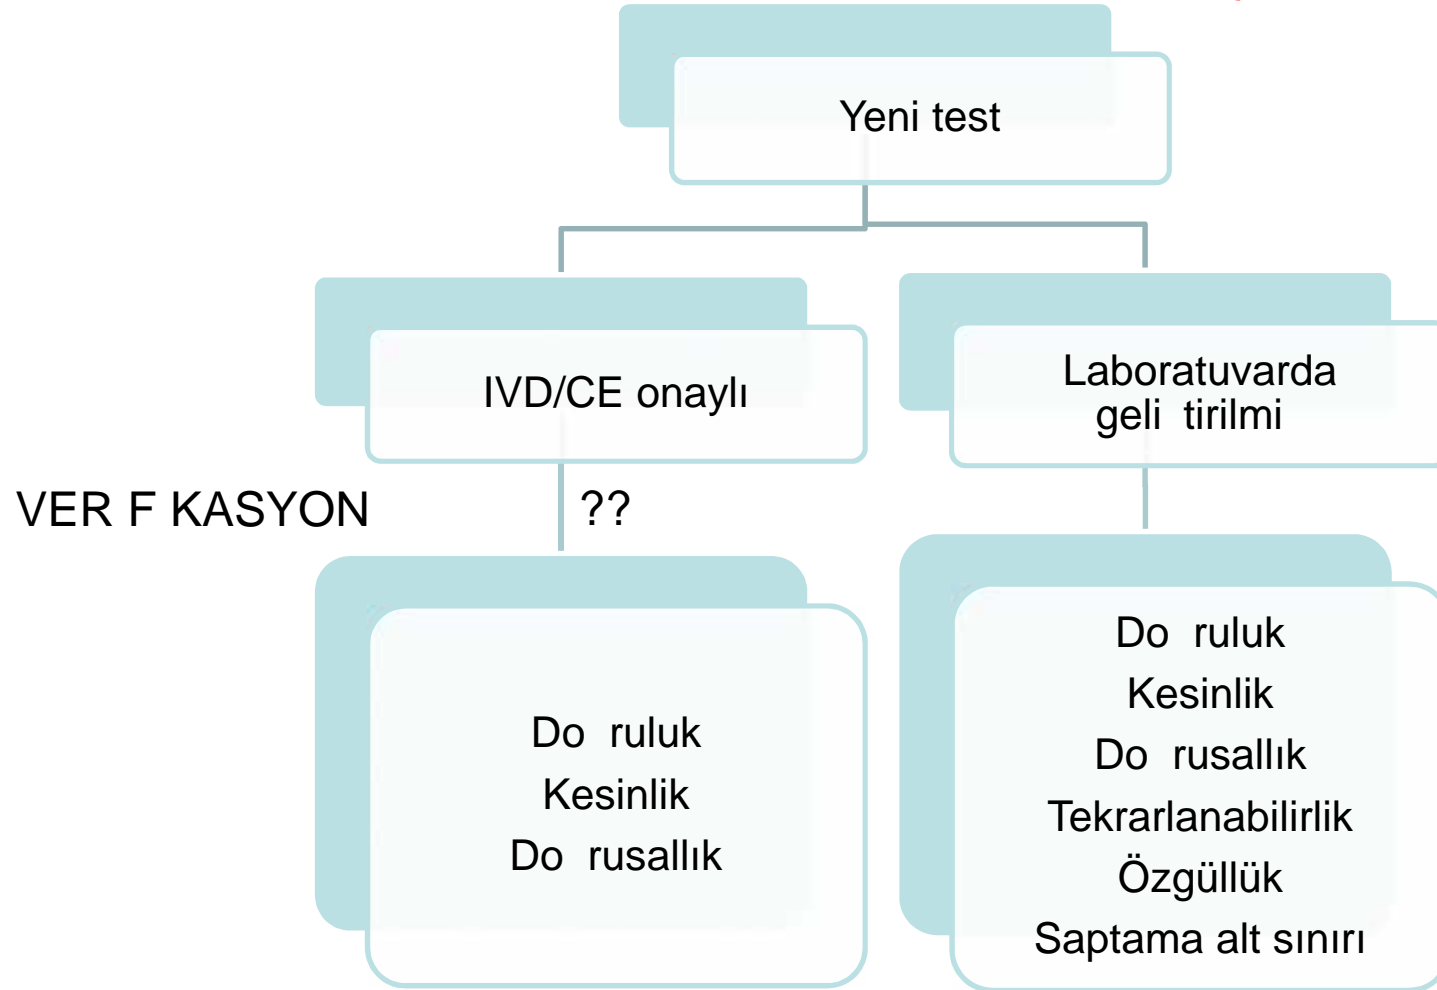 Yeni test
IVD/CE onaylı
Laboratuvarda
geli tirilmi
VER F KASYON
??
Do ruluk
Kesinlik
Do rusallık
Do ruluk
Kesinlik
Do rusallık
Tekrarlanabilirlik
Özgüllük
Saptama alt sınırı